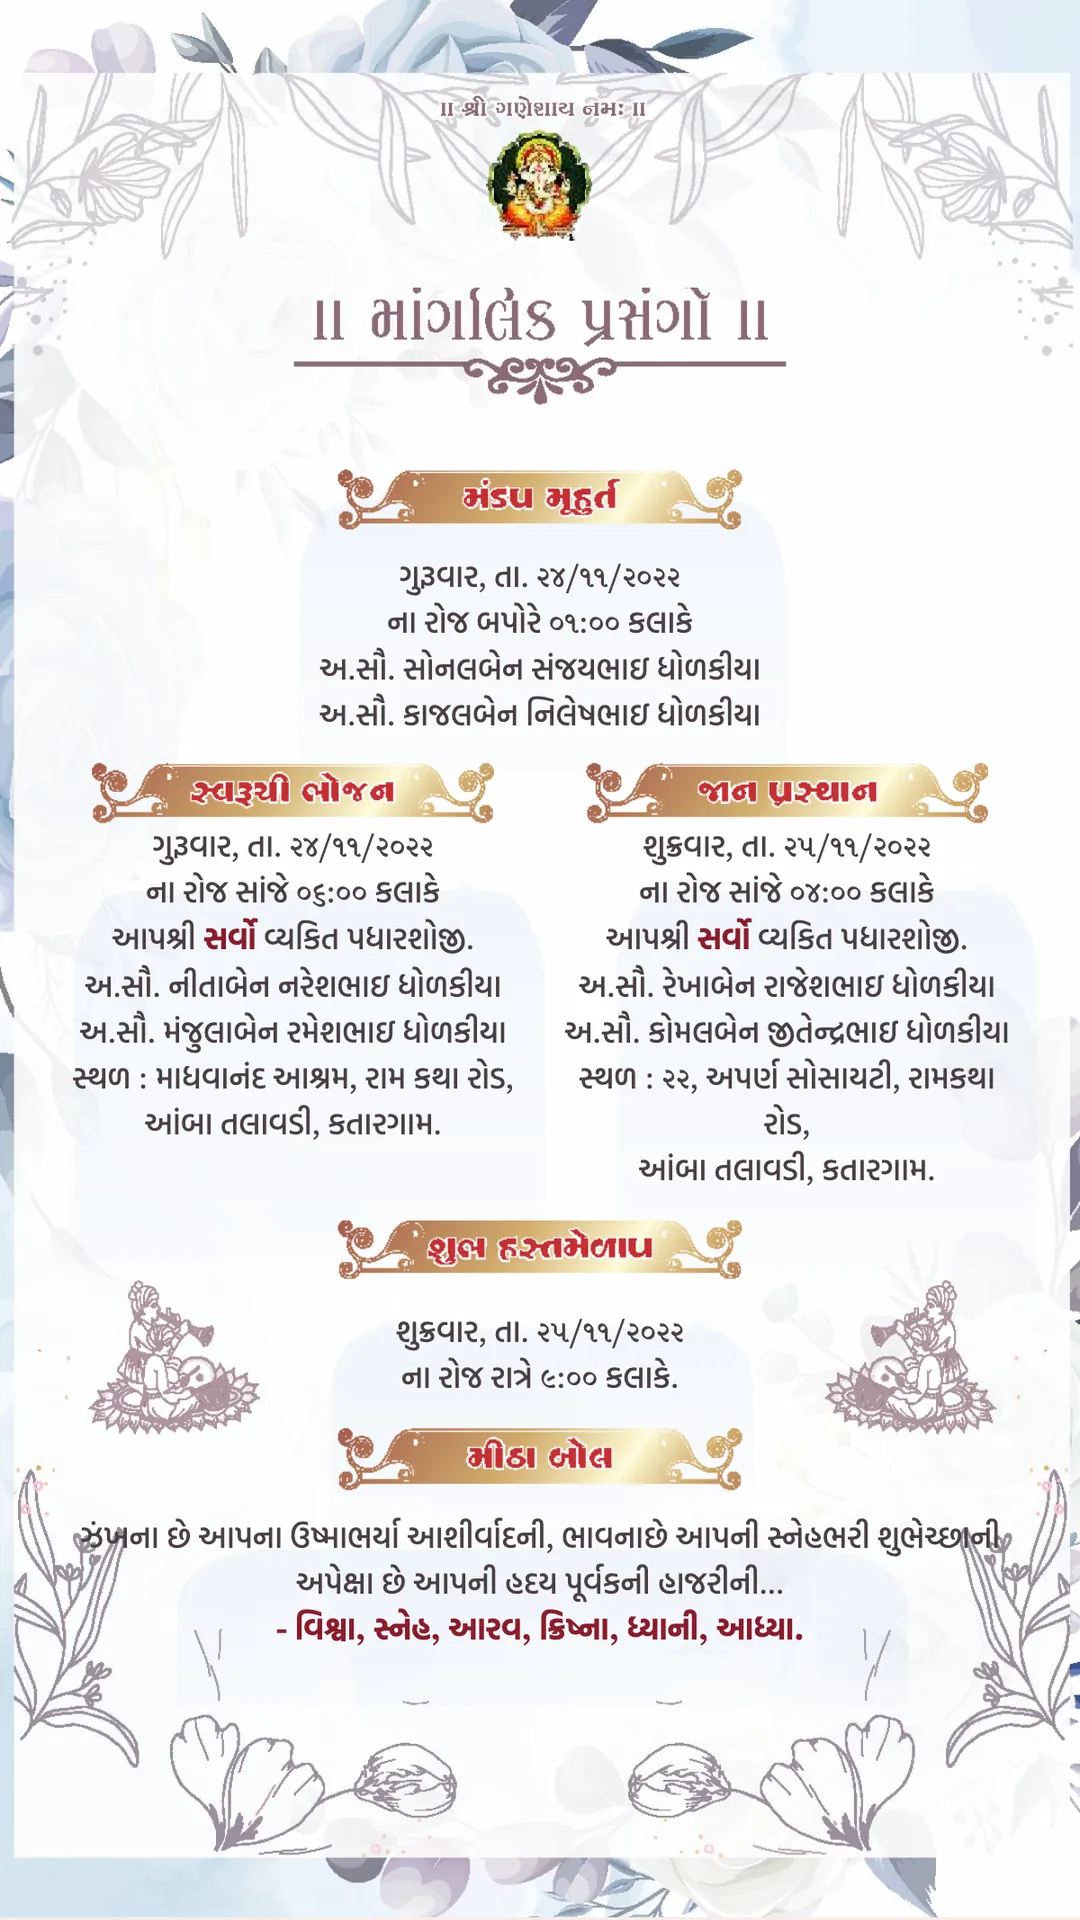 ॥ શ્રી ગણેશાય નમઃ ॥
॥ માંગલિક પ્રસંગો ॥
મંડપ મૂહુર્ત
ગુરૂવાર, તા. ૨૪/૧૧/૨૦૨૨
ના રોજ બપોરે ૦૧:૦૦ કલાકે
અ.સૌ. સોનલબેન સંજયભાઇ ધોળકીયા
અ.સૌ. કાજલબેન નિલેષભાઇ ધોળકીયા
સ્વરૂચી ભોજન
ગુરૂવાર, તા. ૨૪/૧૧/૨૦૨૨
ના રોજ સાંજે ૦૬:૦૦ કલાકે
આપશ્રી સર્વો વ્યકિત પધારશોજી.
અ.સૌ. નીતાબેન નરેશભાઇ ધોળકીયા
અ.સૌ. મંજુલાબેન રમેશભાઇ ધોળકીયા
સ્થળ : માધવાનંદ આશ્રમ, રામ કથા રોડ,
આંબા તલાવડી, કતારગામ.
જાન પ્રસ્થાન
શુક્રવાર, તા. ૨૫/૧૧/૨૦૨૨
ના રોજ સાંજે ૦૪:૦૦ કલાકે
આપશ્રી સર્વો વ્યકિત પધારશોજી.
અ.સૌ. રેખાબેન રાજેશભાઇ ધોળકીયા
અ.સૌ. કોમલબેન જીતેન્દ્રભાઇ ધોળકીયા
સ્થળ : ૨૨, અપર્ણ સોસાયટી, રામકથા
રોડ,
આંબા તલાવડી, કતારગામ.
શુભ હસ્તમેળાપ
શુક્રવાર, તા. ૨૫/૧૧/૨૦૨૨
ના રોજ રાત્રે ૯:૦૦ કલાકે.
મીઠા બોલ
ઝંખના છે આપના ઉષ્માભર્યા આશીર્વાદની, ભાવનાછે આપની સ્નેહભરી શુભેચ્છાની
અપેક્ષા છે આપની હદય પૂર્વકની હાજરીની...
- વિશ્વા, સ્નેહ, આરવ, ક્રિષ્ના, ધ્યાની, આધ્યા.